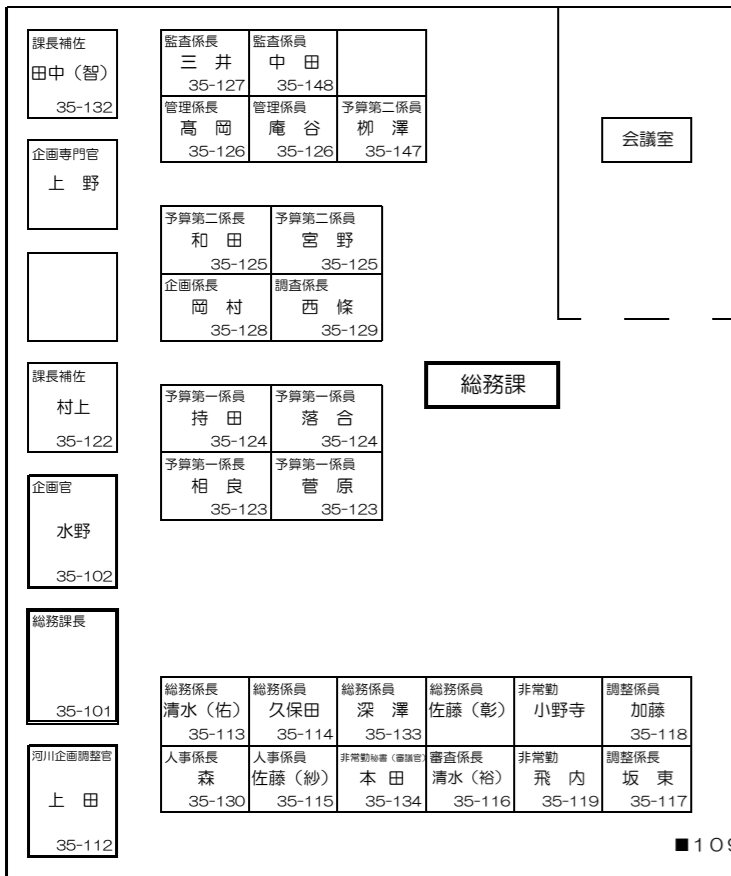 課長補佐
田中（智）
35-132
企画専門官
上 野
課長補佐
村上
35-122
企画官
水野
35-102
総務課長
35-101
河川企画調整官
上 田
35-112
監査係長 監査係員
三 井 中 田
35-127 35-148
管理係長 管理係員 予算第二係員
髙 岡 庵 谷 栁 澤
35-126 35-126 35-147
予算第二係長 予算第二係員
和 田 宮 野
35-125 35-125
企画係長 調査係長
岡 村 西 條
35-128 35-129
予算第一係員 予算第一係員
持 田 落 合
35-124 35-124
予算第一係長 予算第一係員
相 良 菅 原
35-123 35-123
会議室
総務課
総務係長 総務係員 総務係員 総務係員 非常勤 調整係員
清水（佑） 久保田 深 澤 佐藤（彰） 小野寺 加藤
35-113 35-114 35-133 35-118
人事係長 人事係員 非常勤秘書（審議官） 審査係長 非常勤 調整係長
森 佐藤（紗） 本 田 清水（裕） 飛 内 坂 東
35-130 35-115 35-134 35-116 35-119 35-117
■109